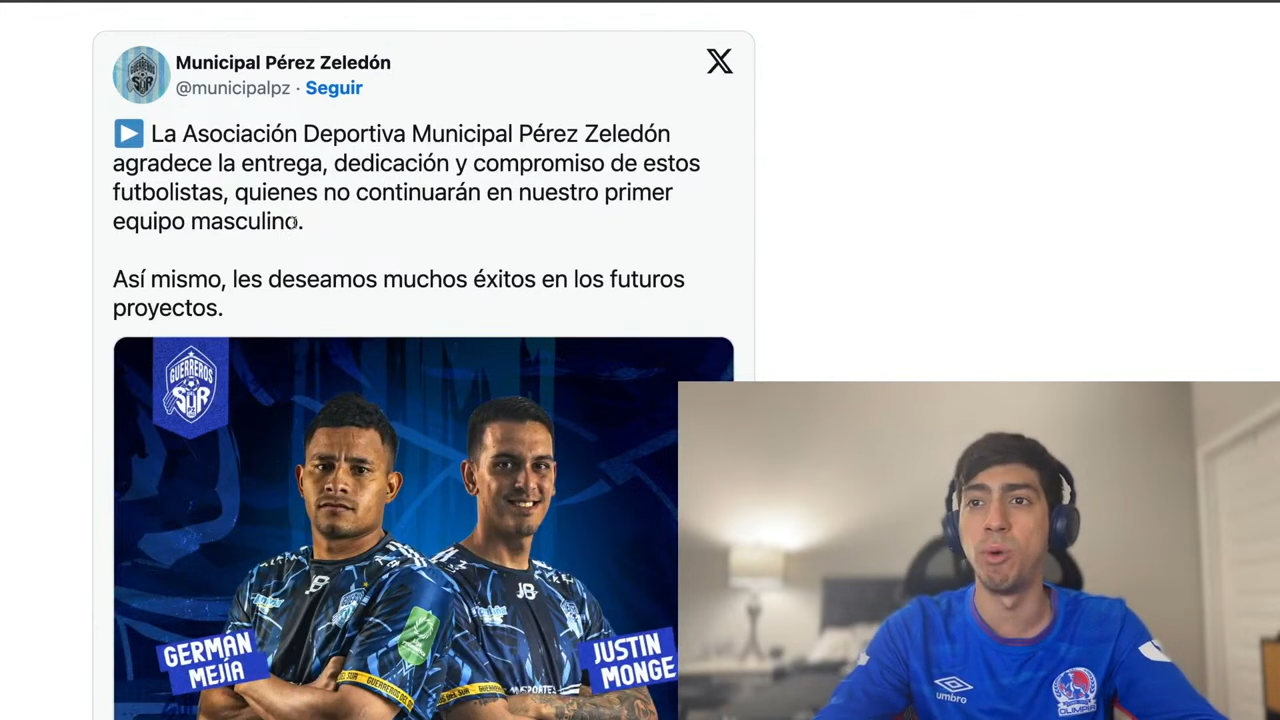 Municipal Pérez Zeledón
@municipalpz · Seguir
La Asociación Deportiva Municipal Pérez Zeledón
agradece la entrega, dedicación y compromiso de estos
futbolistas, quienes no continuarán en nuestro primer
equipo masculino.
Así mismo, les deseamos muchos éxitos en los futuros
proyectos.
GUERREROS
SUR
GERMÁN
MEJÍA
JUSTIN
MONGE
umbro
OLIMPIA